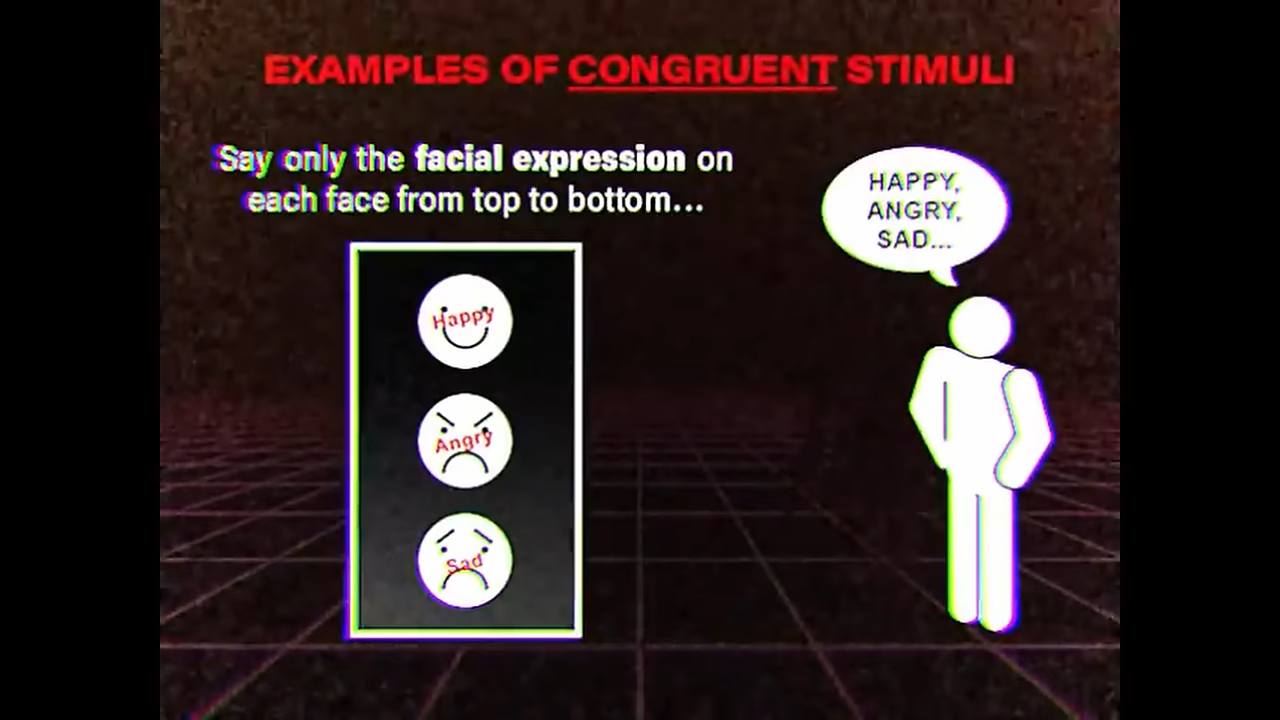 EXAMPLES OF CONGRUENT STIMULI
Say only the facial expression on
each face from top to bottom...
HAPPY,
ANGRY,
SAD...
Happy
Angry
Sad